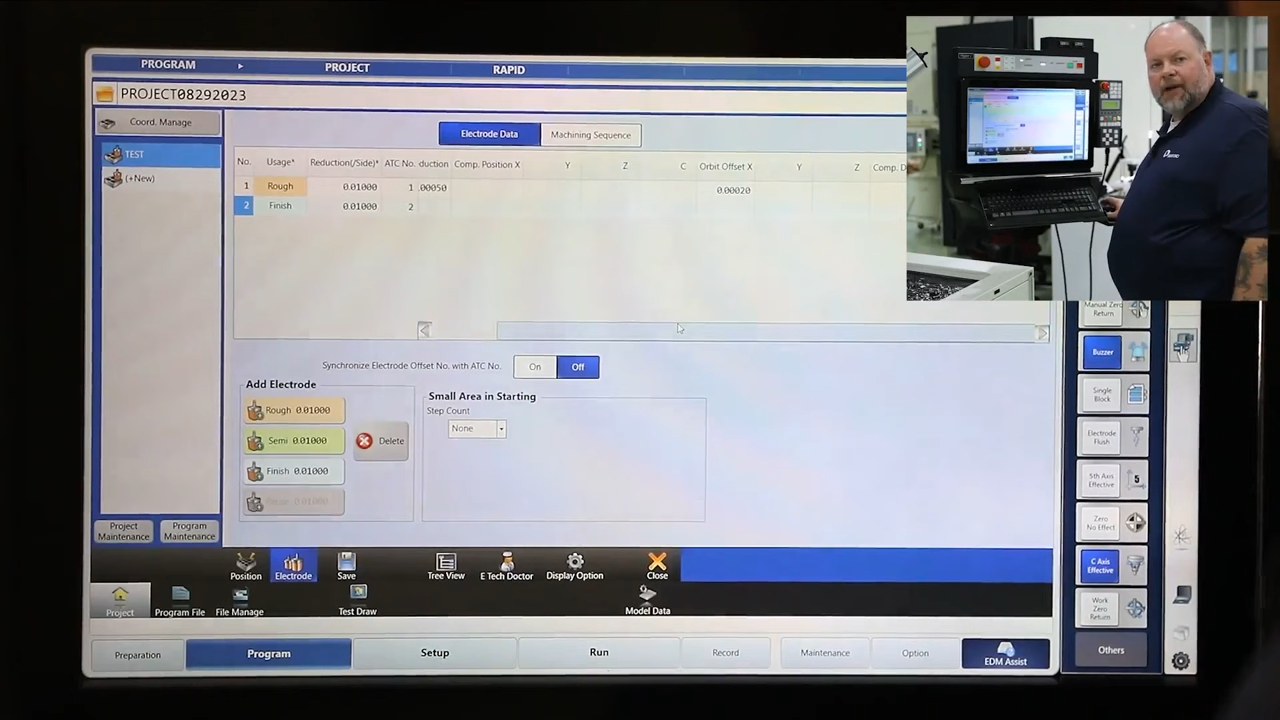 PROGRAM ▸ PROJECT RAPID
PROJECT08292023
Coord. Manage
TEST
(+New)
Electrode Data Machining Sequence
No. Usage* Reduction(/Side)* ATC No. duction Comp. Position X Y Z C Orbit Offset X Y Z Comp. D
1 Rough 0.01000 1 .00050 0.00020
2 Finish 0.01000 2
Synchronize Electrode Offset No. with ATC No. On Off
Add Electrode
Rough 0.01000
Semi 0.01000
Finish 0.01000
Delete
Small Area in Starting
Step Count
None
Project Maintenance
Program Maintenance
Position Electrode Save Tree View E Tech Doctor Display Option Close
Project Program File File Manage Test Draw Model Data
Preparation Program Setup Run Record Maintenance Option EDM Assist
Manual Zero
Return
Buzzer
Single
Block
Electrode
Flush
5th Axis
Effective
5
Zero
No Effect
C Axis
Effective
Work
Zero
Return
Others